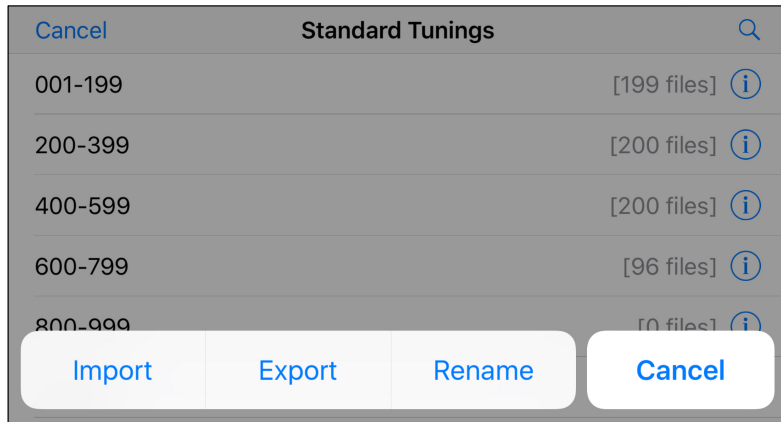 Cancel Standard Tunings
001-199 [199 files] i
200-399 [200 files] i
400-599 [200 files] i
600-799 [96 files] i
800-999 [0 files] i
Import Export Rename Cancel